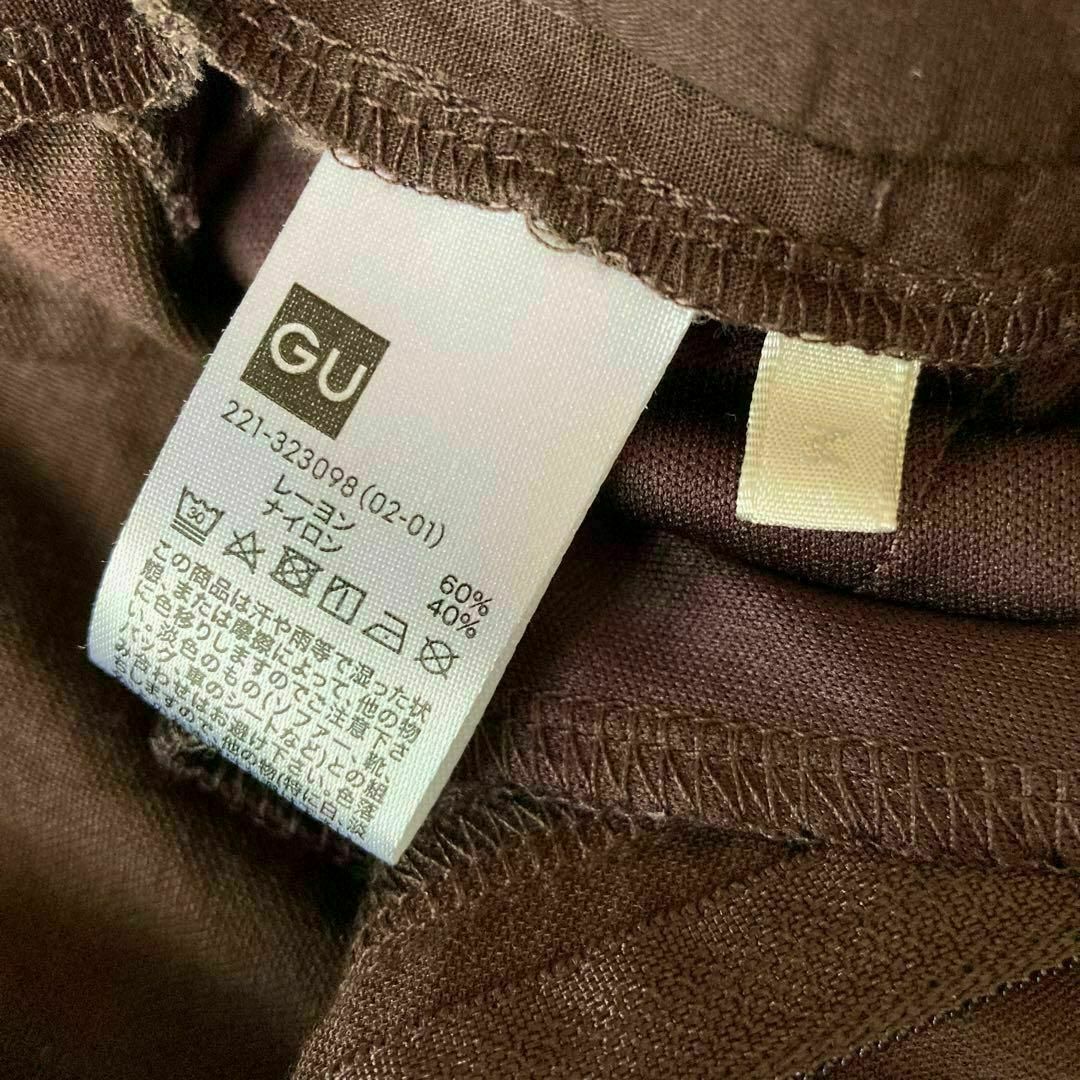 GU
221-323098(02-01)
レーヨン 60%
ナイロン 40%
30
この商品は汗や雨等で湿った状
態または摩擦によって、他の物
に色移りしますのでご注意下さ
い。淡色のもの(ソファー、靴、
バッグ、車のシートなど)との組
み合わせはお避け下さい。色落
ちしますので、他の物(特に白、淡
M